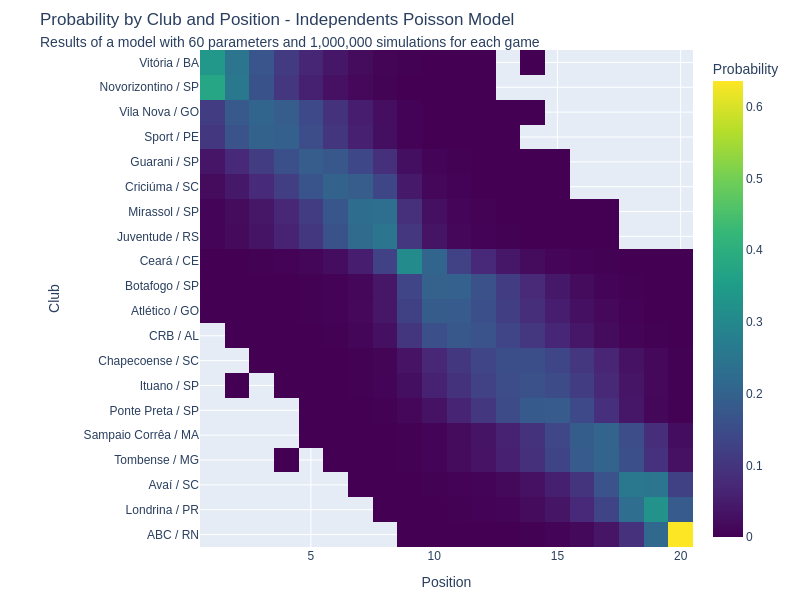 Probability by Club and Position - Independents Poisson Model
Results of a model with 60 parameters and 1,000,000 simulations for each game
Probability
Vitória / BA
Novorizontino / SP
Vila Nova / GO
Sport / PE
Guarani / SP
Criciúma / SC
Mirassol / SP
Juventude / RS
Ceará / CE
Botafogo / SP
Atlético / GO
CRB / AL
Chapecoense / SC
Ituano / SP
Ponte Preta / SP
Sampaio Corrêa / MA
Tombense / MG
Avaí / SC
Londrina / PR
ABC / RN
Club
5
10
15
20
Position
0.6
0.5
0.4
0.3
0.2
0.1
0